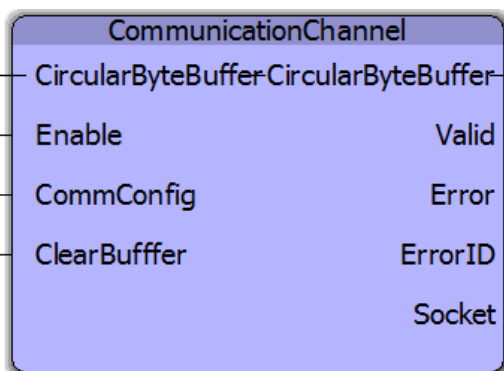 CommunicationChannel
CircularByteBuffer CircularByteBuffer
Enable Valid
CommConfig Error
ClearBufffer ErrorID
Socket